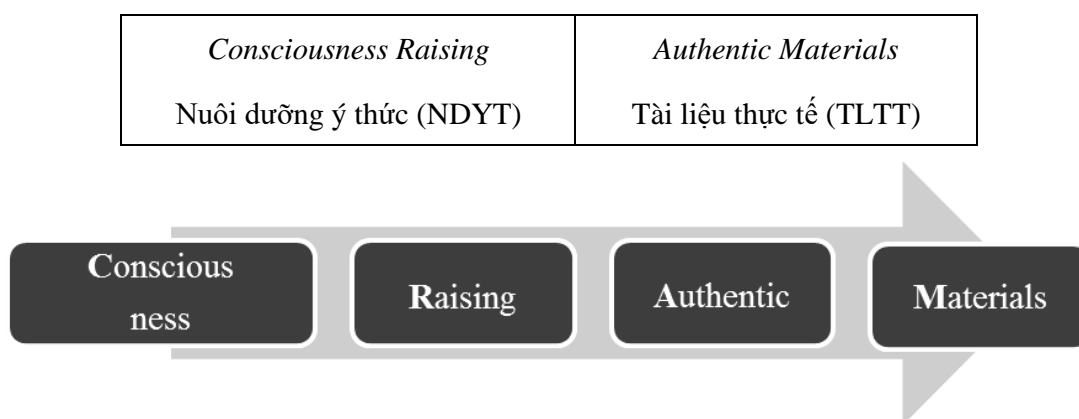 Consciousness Raising
Nuôi dưỡng ý thức (NDYT)
Authentic Materials
Tài liệu thực tế (TLTT)
Conscious
ness
Raising
Authentic
Materials